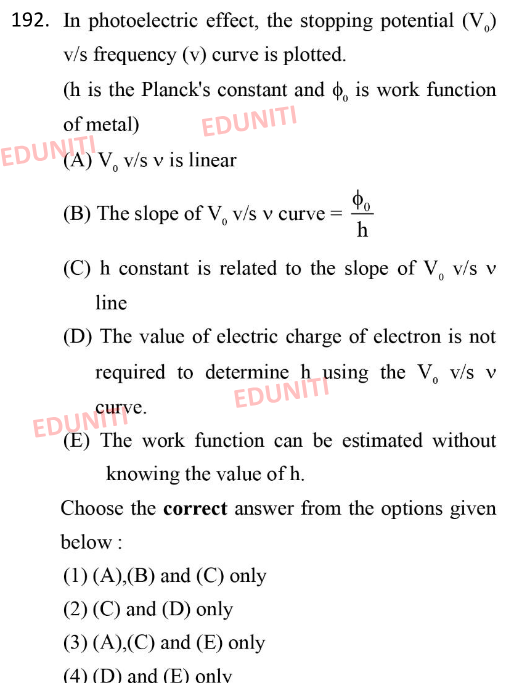 192. In photoelectric effect, the stopping potential (V₀)
v/s frequency (ν) curve is plotted.
(h is the Planck's constant and ϕ₀ is work function
of metal)
EDUNITI
EDUNITI
(A) V₀ v/s ν is linear
(B) The slope of V₀ v/s ν curve = ϕ₀/h
(C) h constant is related to the slope of V₀ v/s ν
line
(D) The value of electric charge of electron is not
required to determine h using the V₀ v/s ν
EDUNITI
curve.
EDUNITI
(E) The work function can be estimated without
knowing the value of h.
Choose the correct answer from the options given
below :
(1) (A),(B) and (C) only
(2) (C) and (D) only
(3) (A),(C) and (E) only
(4) (D) and (E) only